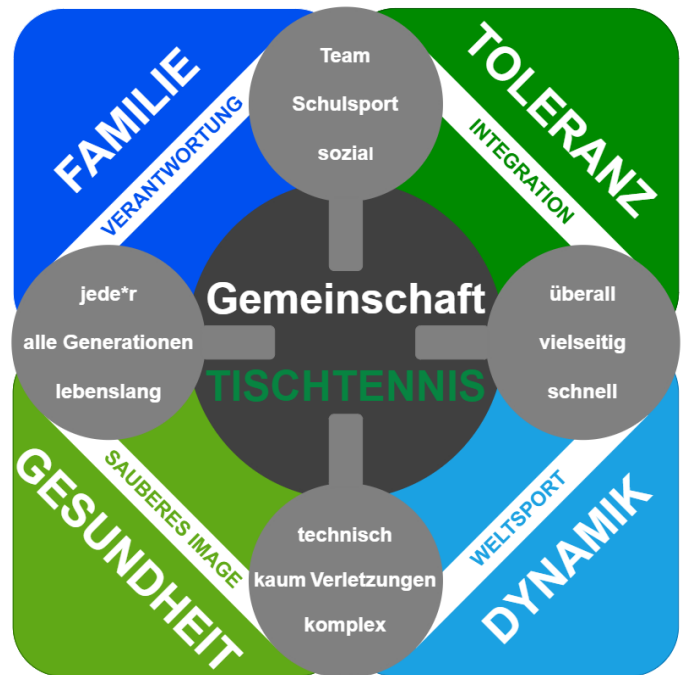 FAMILIE
VERANTWORTUNG
Team
Schulsport
sozial
TOLERANZ
INTEGRATION
jede*r
alle Generationen
lebenslang
Gemeinschaft
TISCHTENNIS
überall
vielseitig
schnell
GESUNDHEIT
SAUBERES IMAGE
technisch
kaum Verletzungen
komplex
WELTSPORT
DYNAMIK